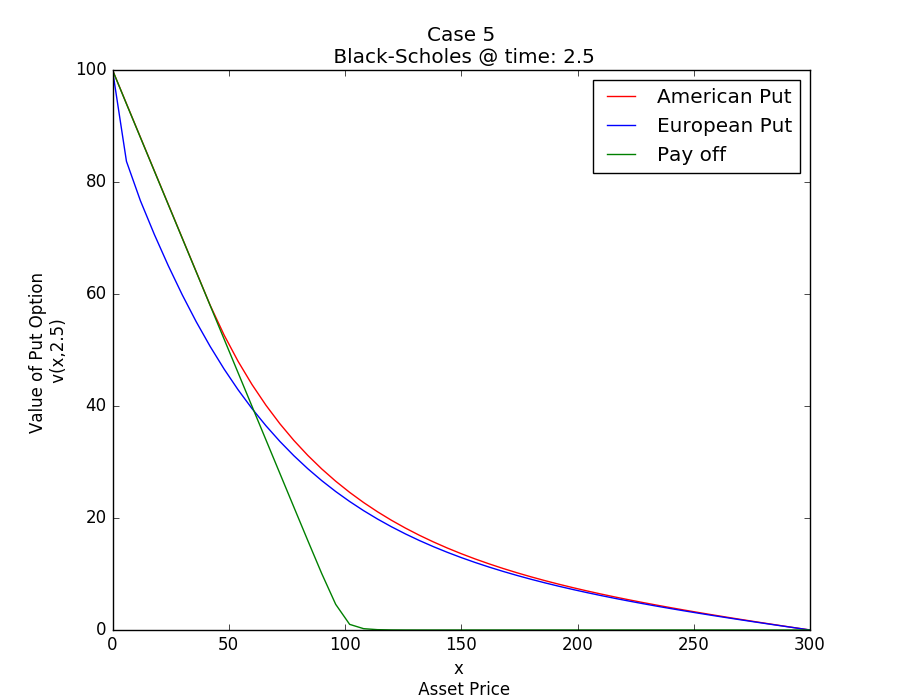 Case 5
Black-Scholes @ time: 2.5
American Put
European Put
Pay off
100
80
60
40
20
0
Value of Put Option
v(x,2.5)
0 50 100 150 200 250 300
x
Asset Price